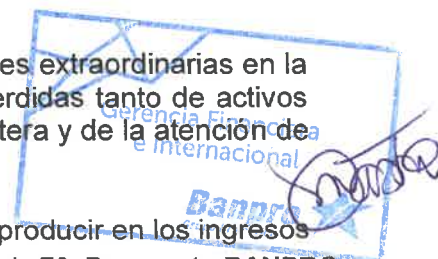 es extraordinarias en la
erdidas tanto de activos
Gerencia Financiera
tera y de la atención de
e Internacional
Banpro
producir en los ingresos